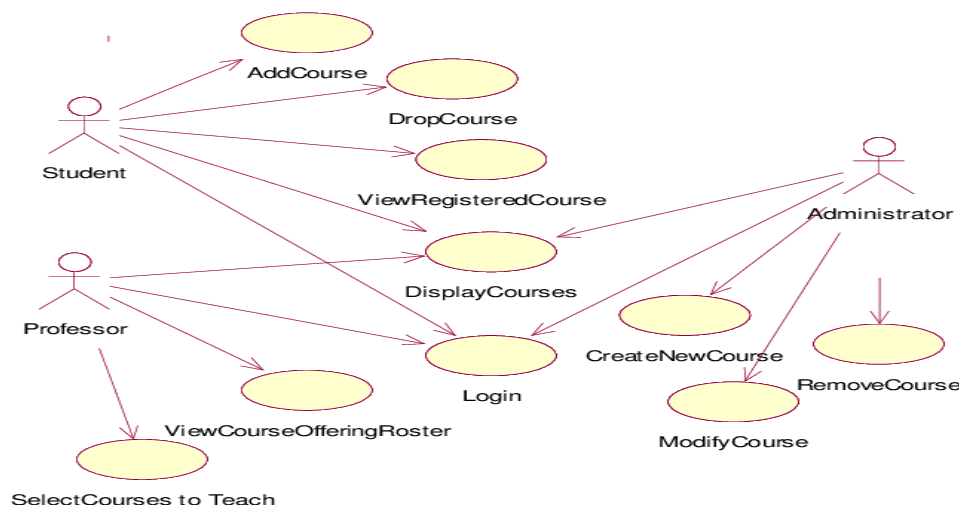 AddCourse
DropCourse
Student
ViewRegisteredCourse
Administrator
DisplayCourses
Professor
CreateNewCourse
RemoveCourse
Login
ViewCourseOfferingRoster
ModifyCourse
SelectCourses to Teach